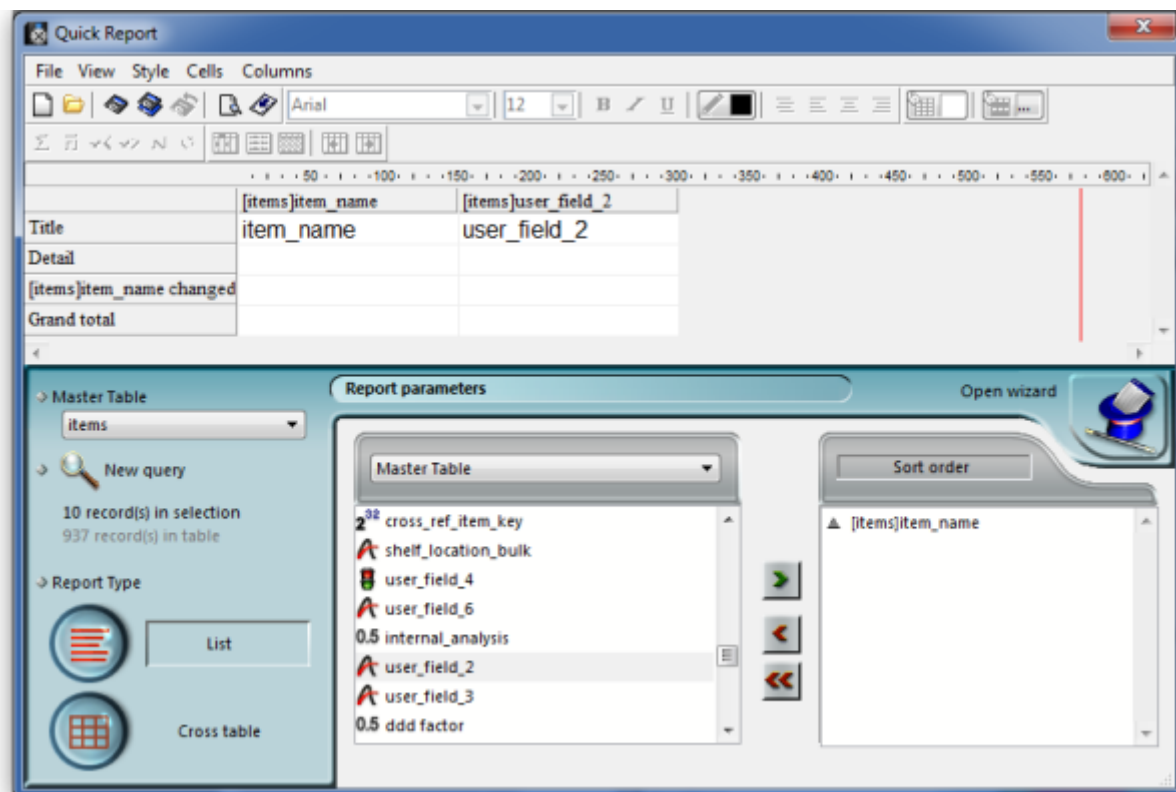 Quick Report
File View Style Cells Columns
Arial 12 B I U ...
50 100 150 200 250 300 350 400 450 500 550 600
[items]item_name [items]user_field_2
Title item_name user_field_2
Detail
[items]item_name changed
Grand total
Master Table
items
New query
10 record(s) in selection
937 record(s) in table
Report Type
List
Cross table
Report parameters
Open wizard
Master Table
2^32 cross_ref_item_key
shelf_location_bulk
user_field_4
user_field_6
0.5 internal_analysis
user_field_2
user_field_3
0.5 ddd factor
Sort order
[items]item_name